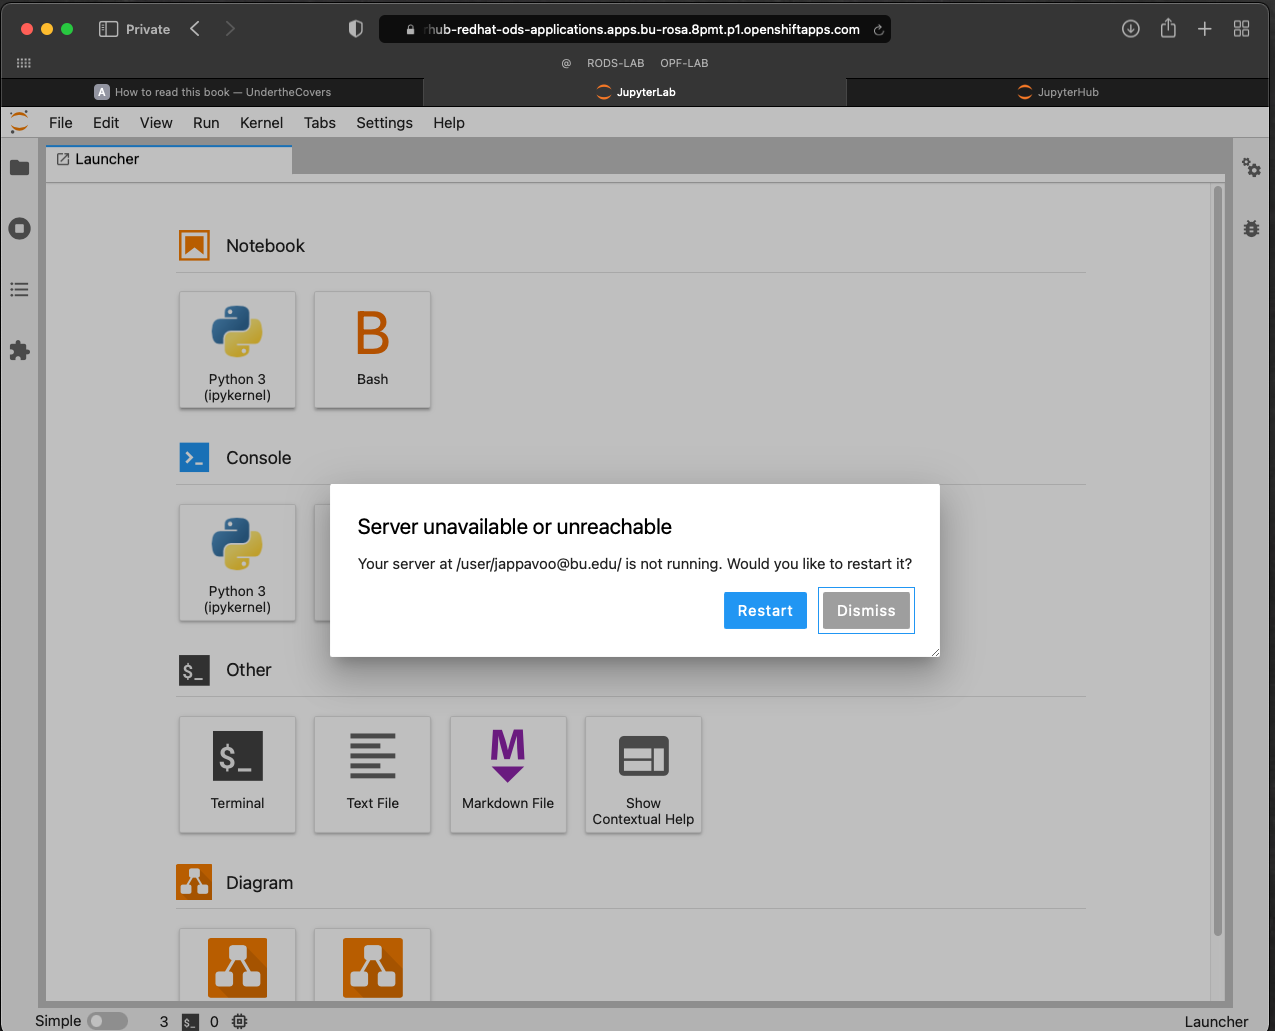 Private
rhub-redhat-ods-applications.apps.bu-rosa.8pmt.p1.openshiftapps.com
@ RODS-LAB OPF-LAB
A How to read this book — UndertheCovers
JupyterLab
JupyterHub
File Edit View Run Kernel Tabs Settings Help
Launcher
Notebook
Python 3
(ipykernel)
B
Bash
Console
Python 3
(ipykernel)
Server unavailable or unreachable
Your server at /user/jappavoo@bu.edu/ is not running. Would you like to restart it?
Restart Dismiss
$_ Other
$_
Terminal
Text File
M
Markdown File
Show
Contextual Help
Diagram
Simple 3 $_ 0 Launcher